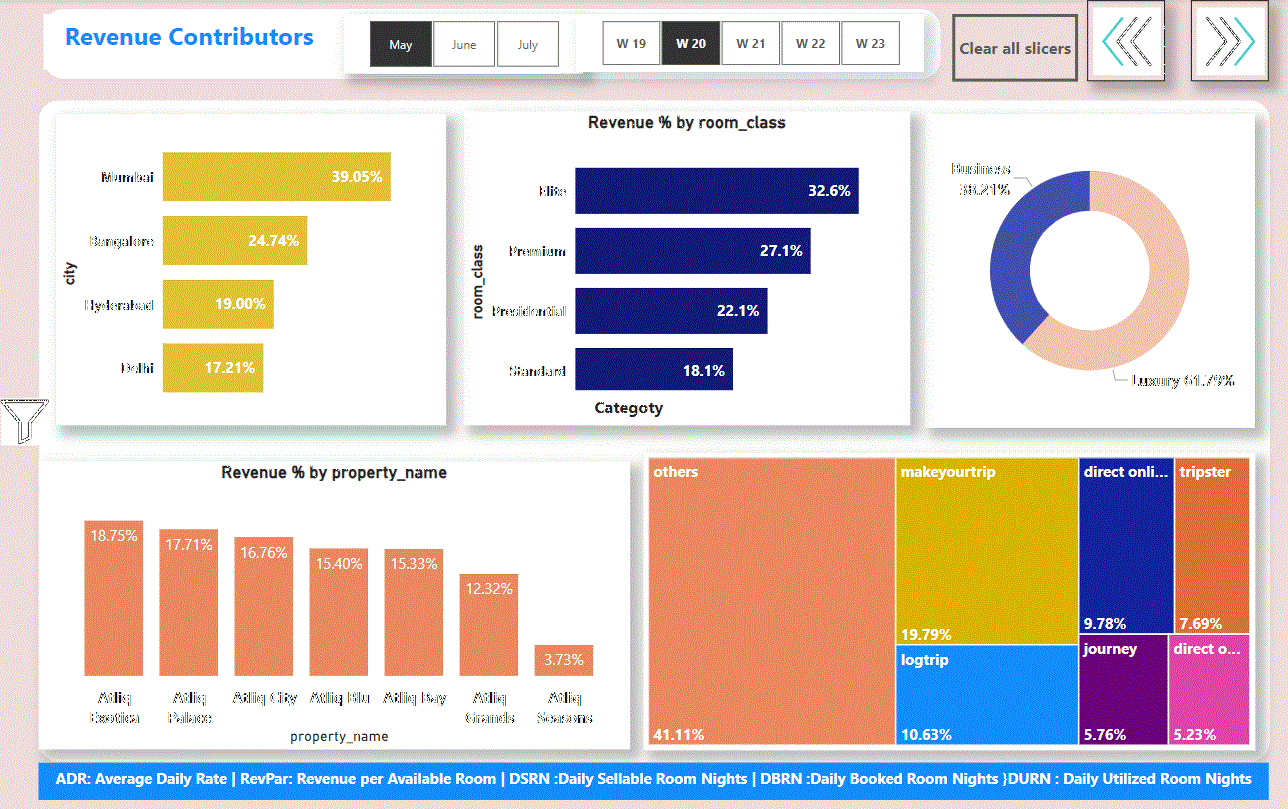 Revenue Contributors
May
June
July
W 19
W 20
W 21
W 22
W 23
Clear all slicers
city
Mumbai
39.05%
Bangalore
24.74%
Hyderabad
19.00%
Delhi
17.21%
Revenue % by room_class
room_class
Elite
32.6%
Premium
27.1%
Presidential
22.1%
Standard
18.1%
Categoty
Business
38.21%
Luxury 61.79%
Revenue % by property_name
18.75%
17.71%
16.76%
15.40%
15.33%
12.32%
3.73%
Atliq
Exotica
Atliq
Palace
Atliq City
Atliq Blu
Atliq Bay
Atliq
Grands
Atliq
Seasons
property_name
others
41.11%
makeyourtrip
19.79%
logtrip
10.63%
direct onli...
9.78%
tripster
7.69%
journey
5.76%
direct o...
5.23%
ADR: Average Daily Rate | RevPar: Revenue per Available Room | DSRN :Daily Sellable Room Nights | DBRN :Daily Booked Room Nights }DURN : Daily Utilized Room Nights